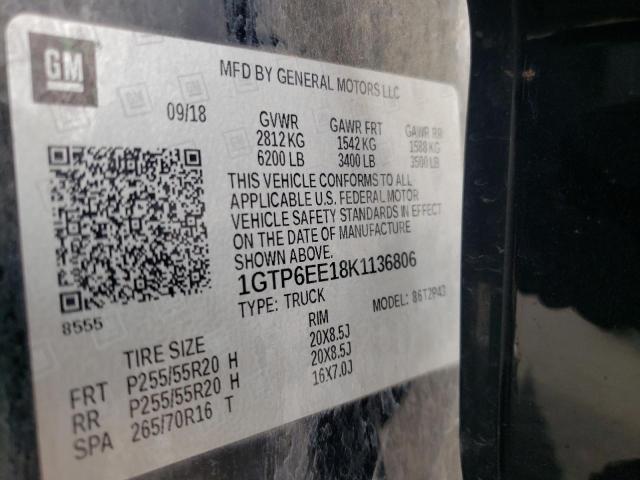 GM
MFD BY GENERAL MOTORS LLC
09/18 GVWR GAWR FRT GAWR RR
2812 KG 1542 KG 1588 KG
6200 LB 3400 LB 3500 LB
THIS VEHICLE CONFORMS TO ALL
APPLICABLE U.S. FEDERAL MOTOR
VEHICLE SAFETY STANDARDS IN EFFECT
ON THE DATE OF MANUFACTURE
SHOWN ABOVE.
1GTP6EE18K1136806
8555 TYPE: TRUCK MODEL: 86T2P43
TIRE SIZE RIM
FRT P255/55R20 H 20X8.5J
RR P255/55R20 H 20X8.5J
SPA 265/70R16 T 16X7.0J